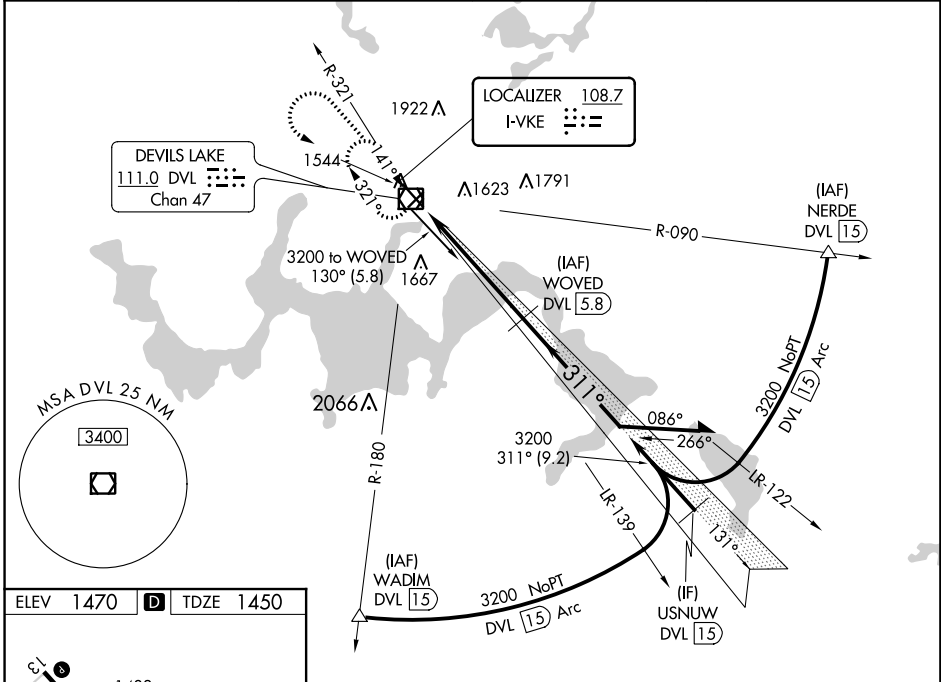 R-321
1922
LOCALIZER 108.7
I-VKE
DEVILS LAKE
111.0 DVL
Chan 47
1544
141°
321°
1623
1791
(IAF)
NERDE
DVL 15
R-090
3200 to WOVED
130° (5.8)
1667
(IAF)
WOVED
DVL 5.8
MSA DVL 25 NM
3400
2066
R-180
311°
086°
266°
3200
311° (9.2)
3200 NoPT
DVL 15 Arc
LR-122
LR-139
131°
(IAF)
WADIM
DVL 15
3200 NoPT
DVL 15 Arc
(IF)
USNUW
DVL 15
ELEV 1470 D TDZE 1450
13